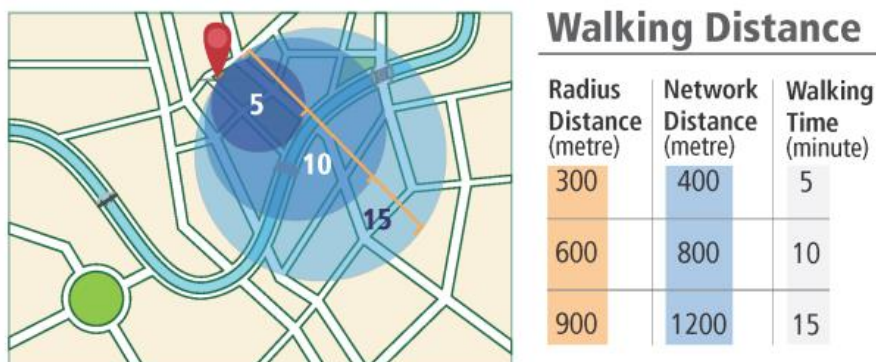 5
10
15
Walking Distance
Radius Distance (metre)
Network Distance (metre)
Walking Time (minute)
300 400 5
600 800 10
900 1200 15